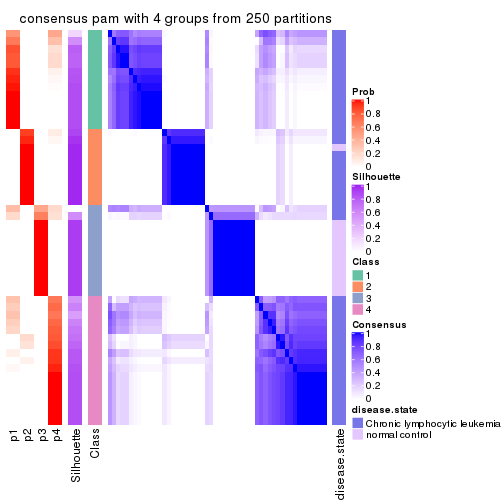 consensus pam with 4 groups from 250 partitions
Prob
1
0.8
0.6
0.4
0.2
0
Silhouette
1
0.8
0.6
0.4
0.2
0
Class
1
2
3
4
Consensus
1
0.8
0.6
0.4
0.2
0
disease.state
Chronic lymphocytic leukemia
normal control
p1
p2
p3
p4
Silhouette
Class
disease.state